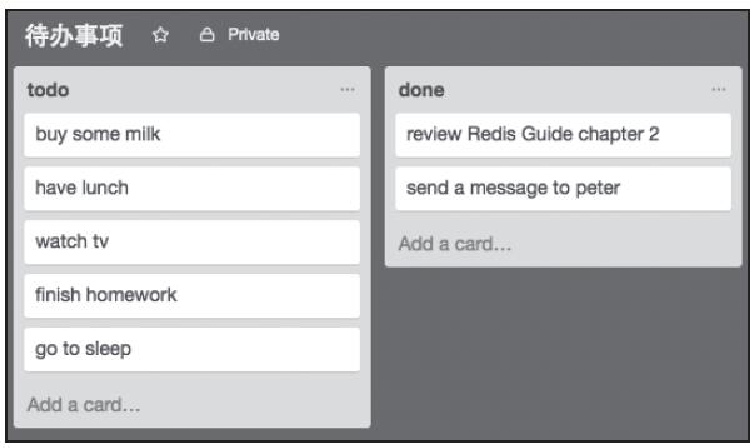 待办事项 Private
todo ...
buy some milk
have lunch
watch tv
finish homework
go to sleep
Add a card...
done ...
review Redis Guide chapter 2
send a message to peter
Add a card...